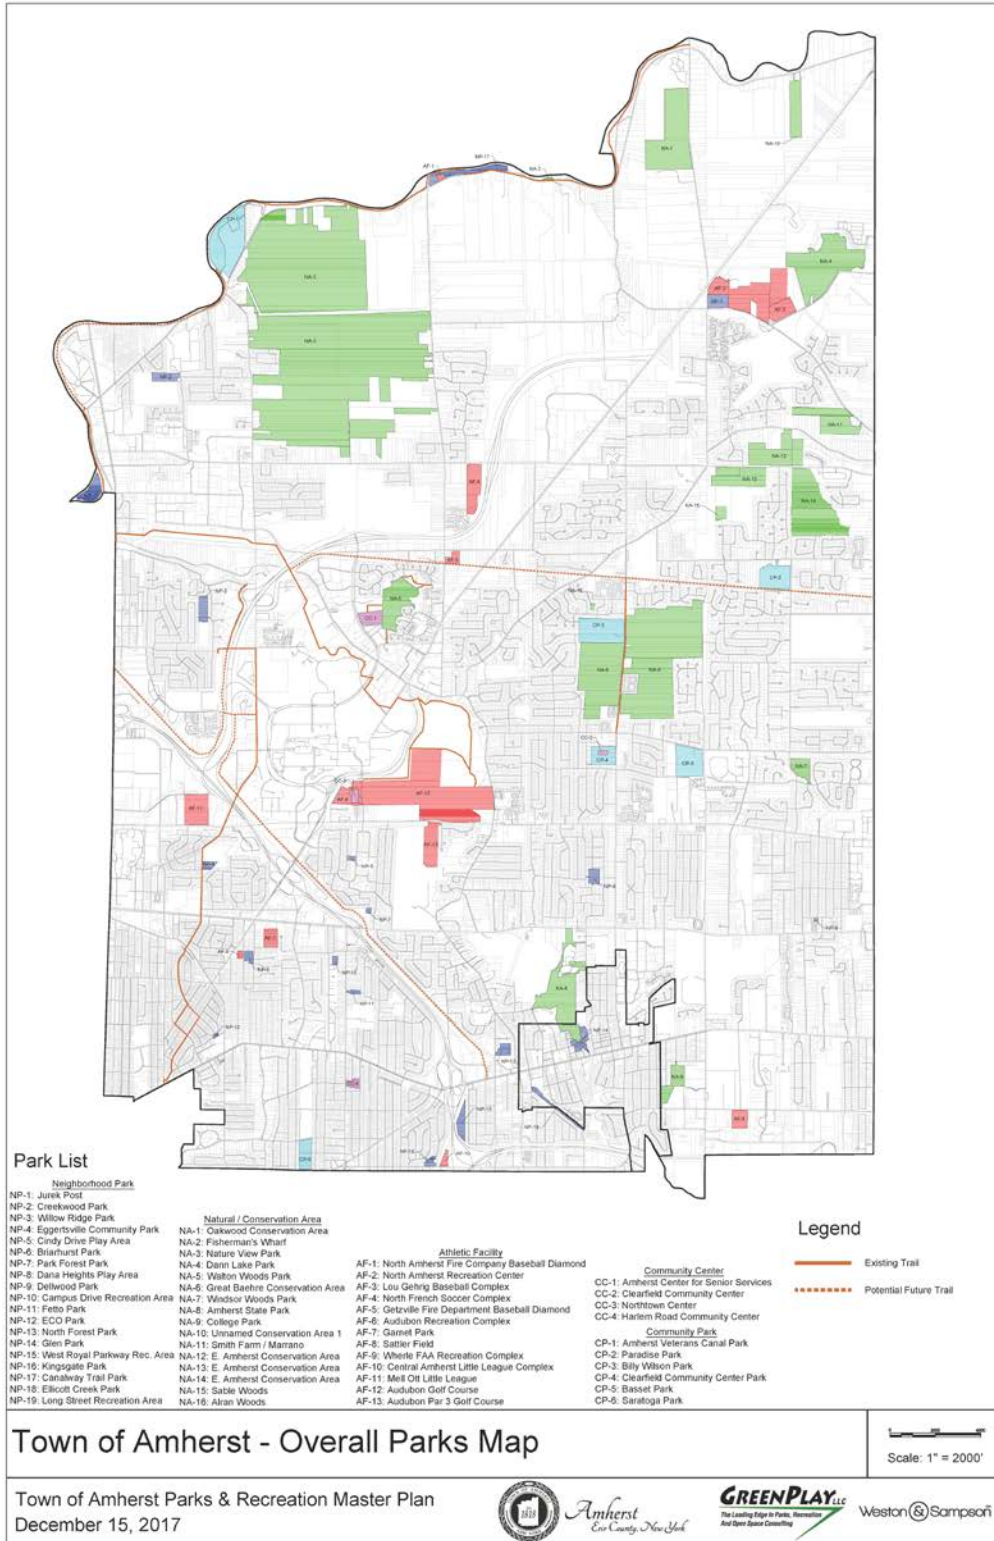 Park List
Neighborhood Park
NP-1: Jurek Post
NP-2: Creekwood Park
NP-3: Willow Ridge Park
NP-4: Eggertsville Community Park
NP-5: Cindy Drive Play Area
NP-6: Briarhurst Park
NP-7: Park Forest Park
NP-8: Dana Heights Play Area
NP-9: Dellwood Park
NP-10: Campus Drive Recreation Area
NP-11: Fetto Park
NP-12: ECO Park
NP-13: North Forest Park
NP-14: Glen Park
NP-15: West Royal Parkway Rec. Area
NP-16: Kingsgate Park
NP-17: Canalway Trail Park
NP-18: Ellicott Creek Park
NP-19: Long Street Recreation Area
Natural / Conservation Area
NA-1: Oakwood Conservation Area
NA-2: Fisherman's Wharf
NA-3: Nature View Park
NA-4: Dann Lake Park
NA-5: Walton Woods Park
NA-6: Great Baehre Conservation Area
NA-7: Windsor Woods Park
NA-8: Amherst State Park
NA-9: College Park
NA-10: Unnamed Conservation Area 1
NA-11: Smith Farm / Marrano
NA-12: E. Amherst Conservation Area
NA-13: E. Amherst Conservation Area
NA-14: E. Amherst Conservation Area
NA-15: Sable Woods
NA-16: Alran Woods
Athletic Facility
AF-1: North Amherst Fire Company Baseball Diamond
AF-2: North Amherst Recreation Center
AF-3: Lou Gehrig Baseball Complex
AF-4: North French Soccer Complex
AF-5: Getzville Fire Department Baseball Diamond
AF-6: Audubon Recreation Complex
AF-7: Garnet Park
AF-8: Sattler Field
AF-9: Wherle FAA Recreation Complex
AF-10: Central Amherst Little League Complex
AF-11: Mell Ott Little League
AF-12: Audubon Golf Course
AF-13: Audubon Par 3 Golf Course
Community Center
CC-1: Amherst Center for Senior Services
CC-2: Clearfield Community Center
CC-3: Northtown Center
CC-4: Harlem Road Community Center
Community Park
CP-1: Amherst Veterans Canal Park
CP-2: Paradise Park
CP-3: Billy Wilson Park
CP-4: Clearfield Community Center Park
CP-5: Basset Park
CP-6: Saratoga Park
Legend
Existing Trail
Potential Future Trail
Town of Amherst - Overall Parks Map
Scale: 1" = 2000'
Town of Amherst Parks & Recreation Master Plan
December 15, 2017
Amherst
Erie County, New York
GREENPLAY LLC
The Leading Edge In Parks, Recreation
And Open Space Consulting
Weston & Sampson